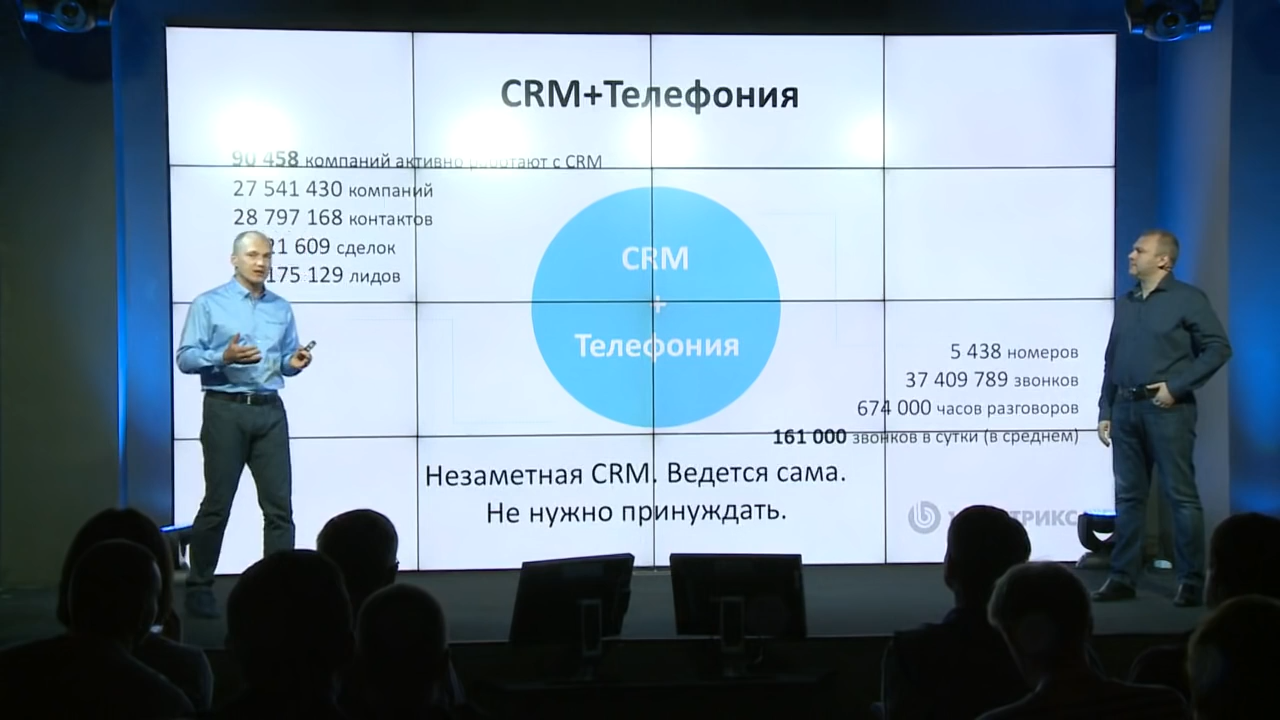 CRM+Телефония
90 458 компаний активно работают с CRM
27 541 430 компаний
28 797 168 контактов
21 609 сделок
175 129 лидов
CRM
+
Телефония
5 438 номеров
37 409 789 звонков
674 000 часов разговоров
161 000 звонков в сутки (в среднем)
Незаметная CRM. Ведется сама.
Не нужно принуждать.